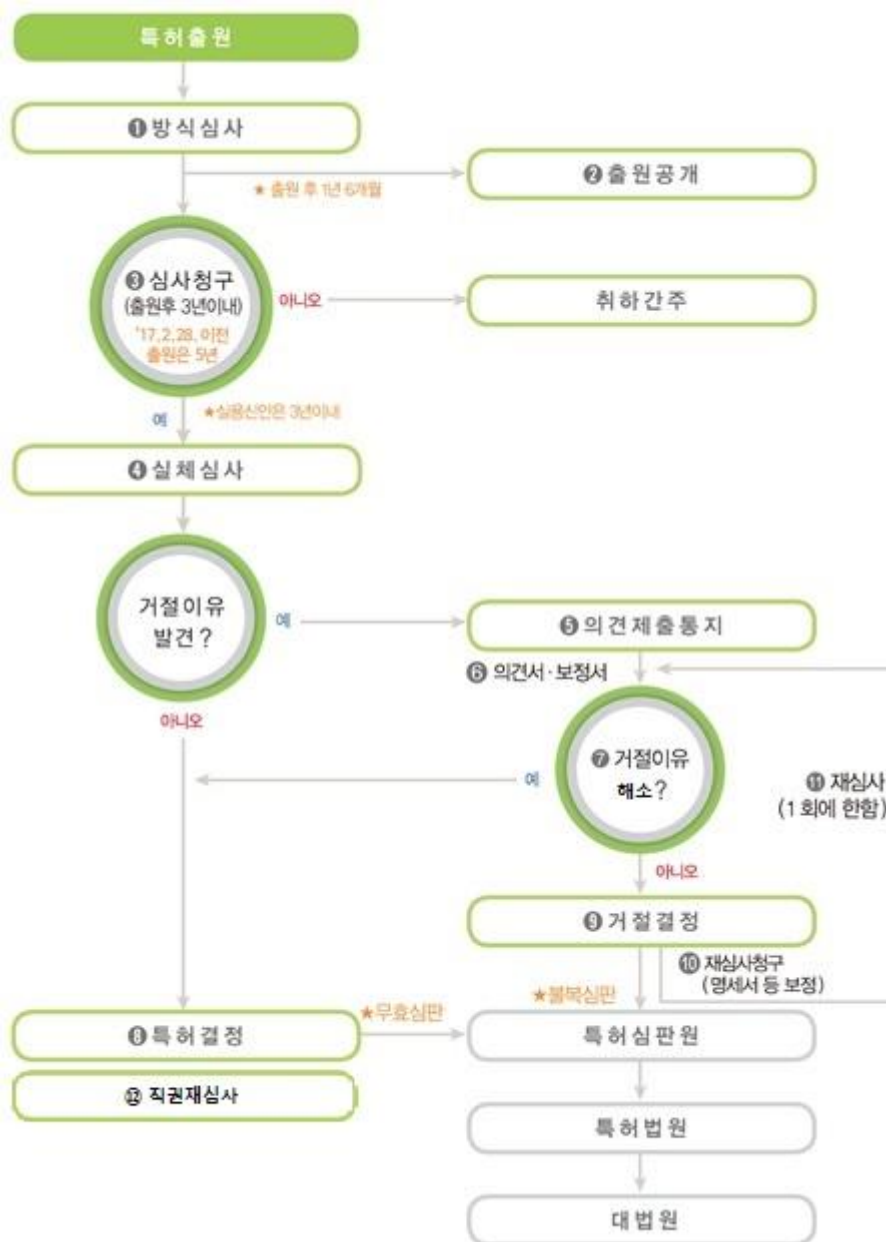 특허출원
❶ 방식심사
★ 출원 후 1년 6개월
❷ 출원공개
❸ 심사청구
(출원후 3년이내)
'17.2.28. 이전
출원은 5년
아니오
취하간주
예
★실용신안은 3년이내
❹ 실체심사
거절이유
발견?
예
❺ 의견제출통지
❻ 의견서·보정서
아니오
❼ 거절이유
해소?
예
⓫ 재심사
(1회에 한함)
아니오
❾ 거절결정
❿ 재심사청구
(명세서 등 보정)
★불복심판
❽ 특허결정
★무효심판
특허심판원
⑫ 직권재심사
특허법원
대법원